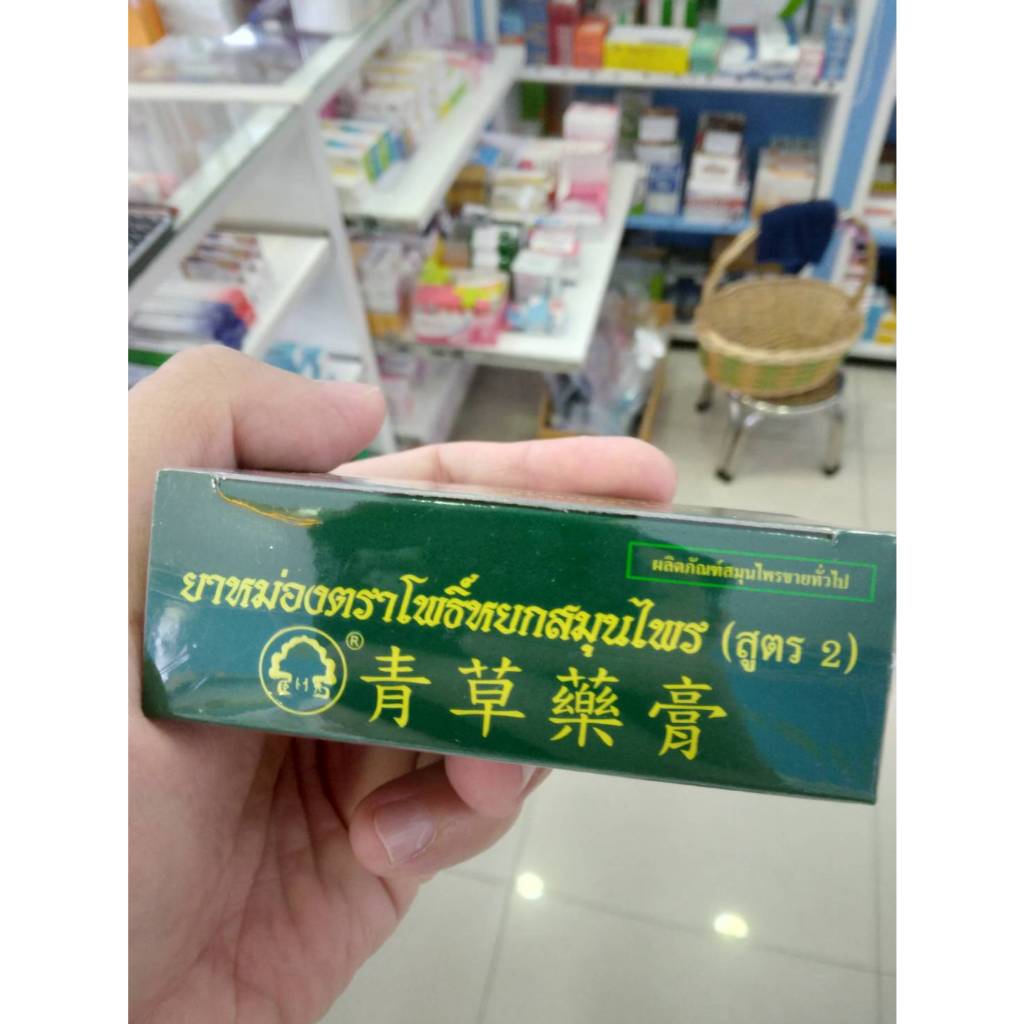 ผลิตภัณฑ์สมุนไพรขายทั่วไป
ยาหม่องตราโพธิ์หยกสมุนไพร (สูตร 2)
®
青草藥膏